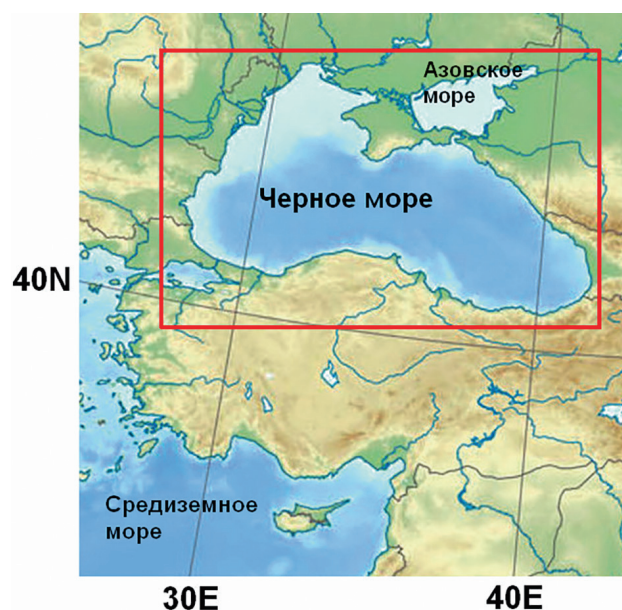 Азовское
море
Черное море
40N
Средиземное
море
30E
40E